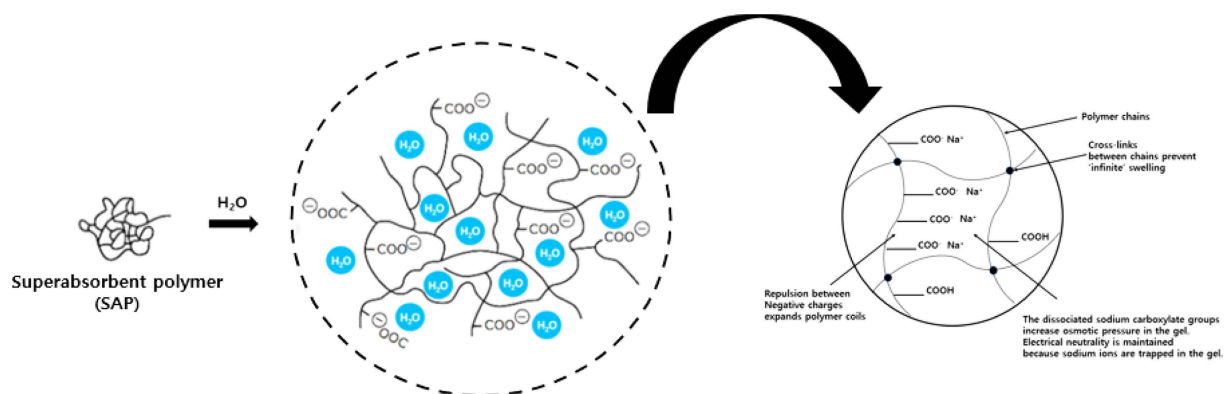 Superabsorbent polymer
(SAP)
H₂O
COO⊖
H₂O
H₂O
H₂O
COO⊖
COO⊖
⊖OOC
H₂O
H₂O
COO⊖
H₂O
COO⊖
COO⊖
H₂O
H₂O
H₂O
H₂O
⊖OOC
H₂O
COO⊖
H₂O
Polymer chains
Cross-links
between chains prevent
'infinite' swelling
COO⁻ Na⁺
COO⁻ Na⁺
COO⁻ Na⁺
COO⁻ Na⁺
COOH
COOH
Repulsion between
Negative charges
expands polymer coils
The dissociated sodium carboxylate groups
increase osmotic pressure in the gel.
Electrical neutrality is maintained
because sodium ions are trapped in the gel.